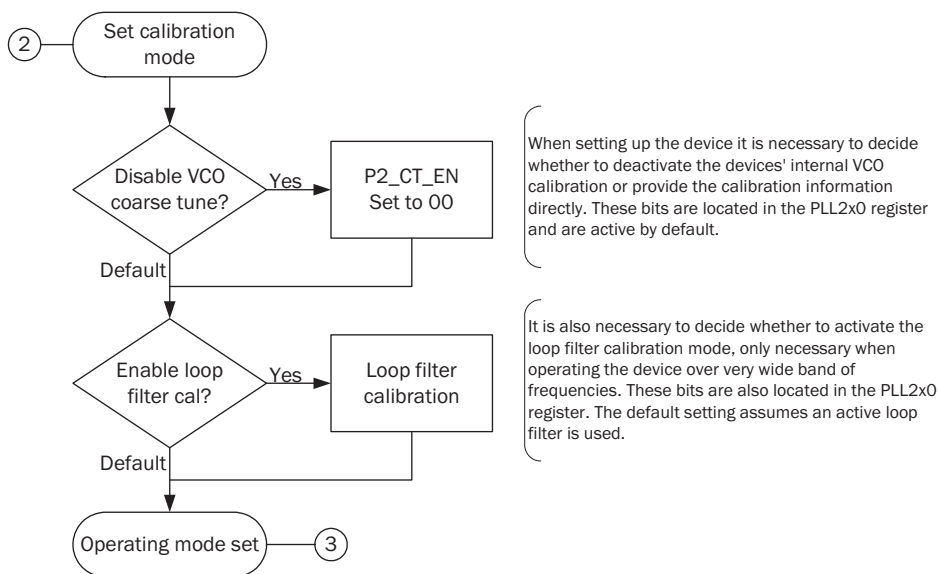 2
Set calibration
mode
Disable VCO
coarse tune?
Yes
P2_CT_EN
Set to 00
When setting up the device it is necessary to decide
whether to deactivate the devices' internal VCO
calibration or provide the calibration information
directly. These bits are located in the PLL2x0 register
and are active by default.
Default
Enable loop
filter cal?
Yes
Loop filter
calibration
It is also necessary to decide whether to activate the
loop filter calibration mode, only necessary when
operating the device over very wide band of
frequencies. These bits are also located in the PLL2x0
register. The default setting assumes an active loop
filter is used.
Default
Operating mode set
3